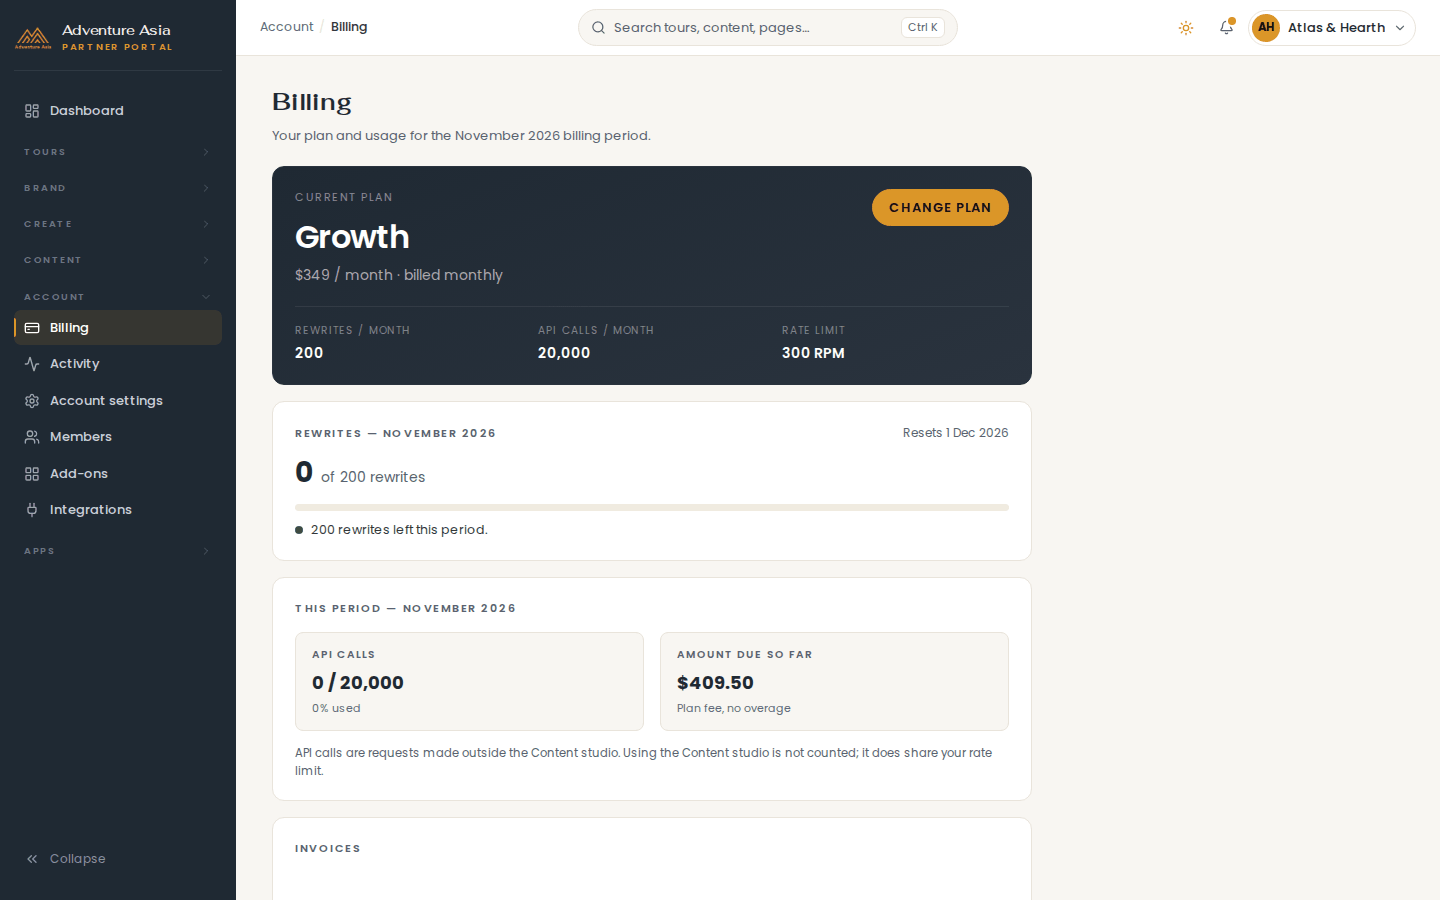 Adventure Asia
PARTNER PORTAL
Adventure Asia
Dashboard
TOURS
BRAND
CREATE
CONTENT
ACCOUNT
Billing
Activity
Account settings
Members
Add-ons
Integrations
APPS
Collapse
Account / Billing
Search tours, content, pages...
Ctrl K
AH
Atlas & Hearth
Billing
Your plan and usage for the November 2026 billing period.
CURRENT PLAN
CHANGE PLAN
Growth
$349 / month · billed monthly
REWRITES / MONTH
200
API CALLS / MONTH
20,000
RATE LIMIT
300 RPM
REWRITES — NOVEMBER 2026
Resets 1 Dec 2026
0 of 200 rewrites
200 rewrites left this period.
THIS PERIOD — NOVEMBER 2026
API CALLS
0 / 20,000
0% used
AMOUNT DUE SO FAR
$409.50
Plan fee, no overage
API calls are requests made outside the Content studio. Using the Content studio is not counted; it does share your rate
limit.
INVOICES